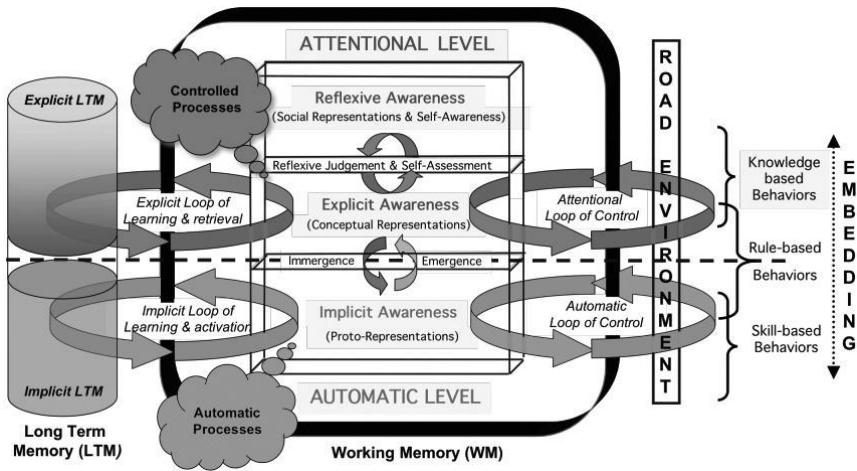 ATTENTIONAL LEVEL
Controlled
Processes
Explicit LTM
Reflexive Awareness
(Social Representations & Self-Awareness)
Reflexive Judgement & Self-Assessment
Explicit Loop of
Learning & retrieval
Explicit Awareness
(Conceptual Representations)
Attentional
Loop of Control
Immergence
Emergence
Implicit Loop of
Learning & activation
Implicit Awareness
(Proto-Representations)
Automatic
Loop of Control
Implicit LTM
Automatic
Processes
AUTOMATIC LEVEL
Long Term
Memory (LTM)
Working Memory (WM)
ROAD ENVIRONMENT
Knowledge
based
Behaviors
Rule-based
Behaviors
Skill-based
Behaviors
EMBEDDING